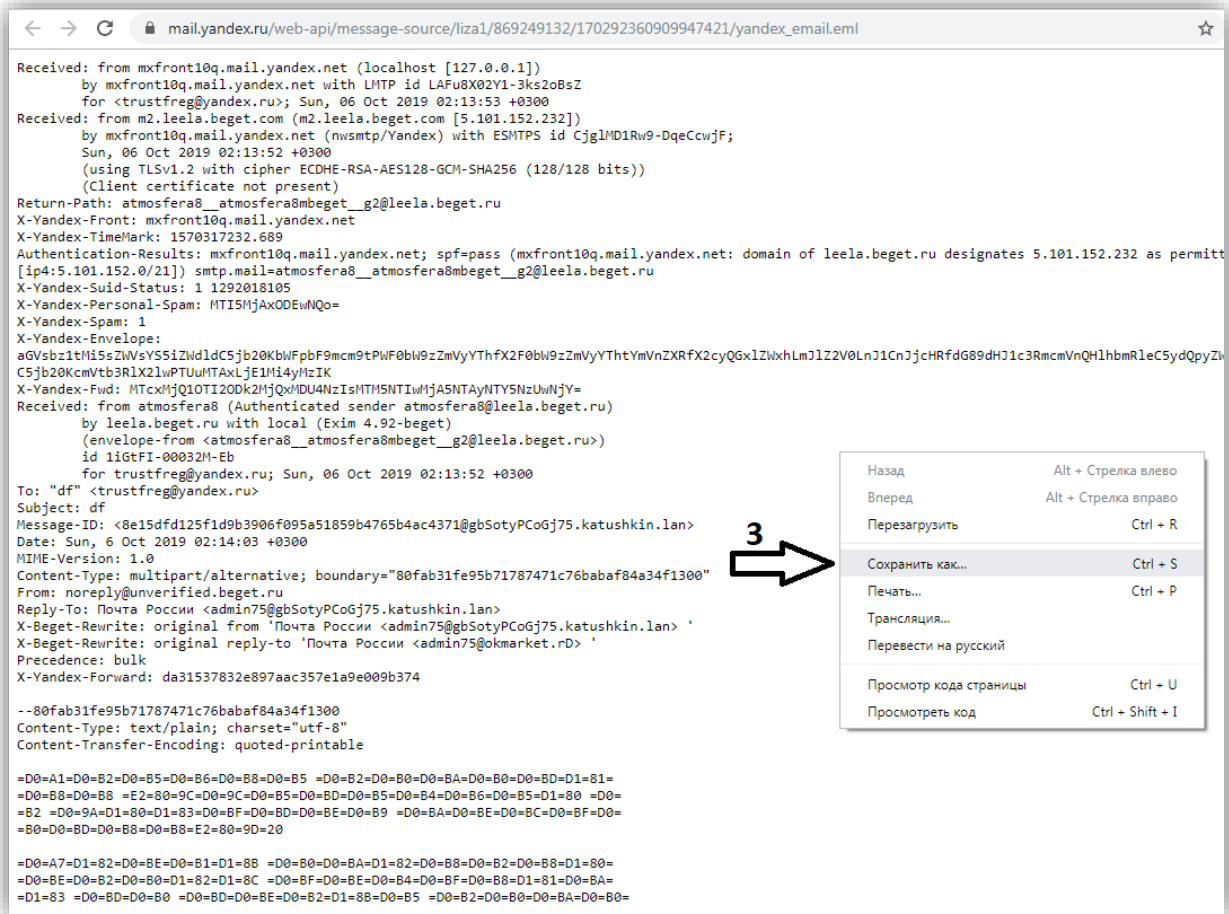 mail.yandex.ru/web-api/message-source/liza1/869249132/170292360909947421/yandex_email.eml
Received: from mxfront10q.mail.yandex.net (localhost [127.0.0.1])
by mxfront10q.mail.yandex.net with LMTP id LAFu8X02Y1-3ks2oBsZ
for <trustfreg@yandex.ru>; Sun, 06 Oct 2019 02:13:53 +0300
Received: from m2.leela.beget.com (m2.leela.beget.com [5.101.152.232])
by mxfront10q.mail.yandex.net (nwsmtp/Yandex) with ESMTPS id CjglMD1Rw9-DqeCcwjF;
Sun, 06 Oct 2019 02:13:52 +0300
(using TLSv1.2 with cipher ECDHE-RSA-AES128-GCM-SHA256 (128/128 bits))
(Client certificate not present)
Return-Path: atmosfera8__atmosfera8mbeget__g2@leela.beget.ru
X-Yandex-Front: mxfront10q.mail.yandex.net
X-Yandex-TimeMark: 1570317232.689
Authentication-Results: mxfront10q.mail.yandex.net; spf=pass (mxfront10q.mail.yandex.net: domain of leela.beget.ru designates 5.101.152.232 as permitt
[ip4:5.101.152.0/21]) smtp.mail=atmosfera8__atmosfera8mbeget__g2@leela.beget.ru
X-Yandex-Suid-Status: 1 1292018105
X-Yandex-Personal-Spam: MTI5MjAxODEwNQo=
X-Yandex-Spam: 1
X-Yandex-Envelope:
aGVsbz1tMi5sZWVsYS5iZWdldC5jb20KbWFpbF9mcm9tPWF0bW9zZmVyYThfX2F0bW9zZmVyYThtYmVnZXRfX2cyQGxlZWxhLmJlZ2V0LnJ1CnJjcHRfdG89dHJ1c3RmcmVnQHlhbmRleC5ydQpyZW
C5jb20KcmVtb3RlX2lwPTUuMTAxLjE1Mi4yMzIK
X-Yandex-Fwd: MTcxMjQ1OTI2ODk2MjQxMDU4NzIsMTM5NTIwMjA5NTAyNTY5NzUwNjY=
Received: from atmosfera8 (Authenticated sender atmosfera8@leela.beget.ru)
by leela.beget.ru with local (Exim 4.92-beget)
(envelope-from <atmosfera8__atmosfera8mbeget__g2@leela.beget.ru>)
id 1iGtFI-00032M-Eb
for trustfreg@yandex.ru; Sun, 06 Oct 2019 02:13:52 +0300
To: "df" <trustfreg@yandex.ru>
Subject: df
Message-ID: <8e15dfd125f1d9b3906f095a51859b4765b4ac4371@gbSotyPCoGj75.katushkin.lan>
Date: Sun, 6 Oct 2019 02:14:03 +0300
MIME-Version: 1.0
Content-Type: multipart/alternative; boundary="80fab31fe95b71787471c76babaf84a34f1300"
From: noreply@unverified.beget.ru
Reply-To: Почта России <admin75@gbSotyPCoGj75.katushkin.lan>
X-Beget-Rewrite: original from 'Почта России <admin75@gbSotyPCoGj75.katushkin.lan> '
X-Beget-Rewrite: original reply-to 'Почта России <admin75@okmarket.rD> '
Precedence: bulk
X-Yandex-Forward: da31537832e897aac357e1a9e009b374
--80fab31fe95b71787471c76babaf84a34f1300
Content-Type: text/plain; charset="utf-8"
Content-Transfer-Encoding: quoted-printable
=D0=A1=D0=B2=D0=B5=D0=B6=D0=B8=D0=B5 =D0=B2=D0=B0=D0=BA=D0=B0=D0=BD=D1=81=
=D0=B8=D0=B8 =E2=80=9C=D0=9C=D0=B5=D0=BD=D0=B5=D0=B4=D0=B6=D0=B5=D1=80 =D0=
=B2 =D0=9A=D1=80=D1=83=D0=BF=D0=BD=D0=BE=D0=B9 =D0=BA=D0=BE=D0=BC=D0=BF=D0=
=B0=D0=BD=D0=B8=D0=B8=E2=80=9D=20
=D0=A7=D1=82=D0=BE=D0=B1=D1=8B =D0=B0=D0=BA=D1=82=D0=B8=D0=B2=D0=B8=D1=80=
=D0=BE=D0=B2=D0=B0=D1=82=D1=8C =D0=BF=D0=BE=D0=B4=D0=BF=D0=B8=D1=81=D0=BA=
=D1=83 =D0=BD=D0=B0 =D0=BD=D0=BE=D0=B2=D1=8B=D0=B5 =D0=B2=D0=B0=D0=BA=D0=B0=
3
Назад Alt + Стрелка влево
Вперед Alt + Стрелка вправо
Перезагрузить Ctrl + R
Сохранить как... Ctrl + S
Печать... Ctrl + P
Трансляция...
Перевести на русский
Просмотр кода страницы Ctrl + U
Просмотреть код Ctrl + Shift + I